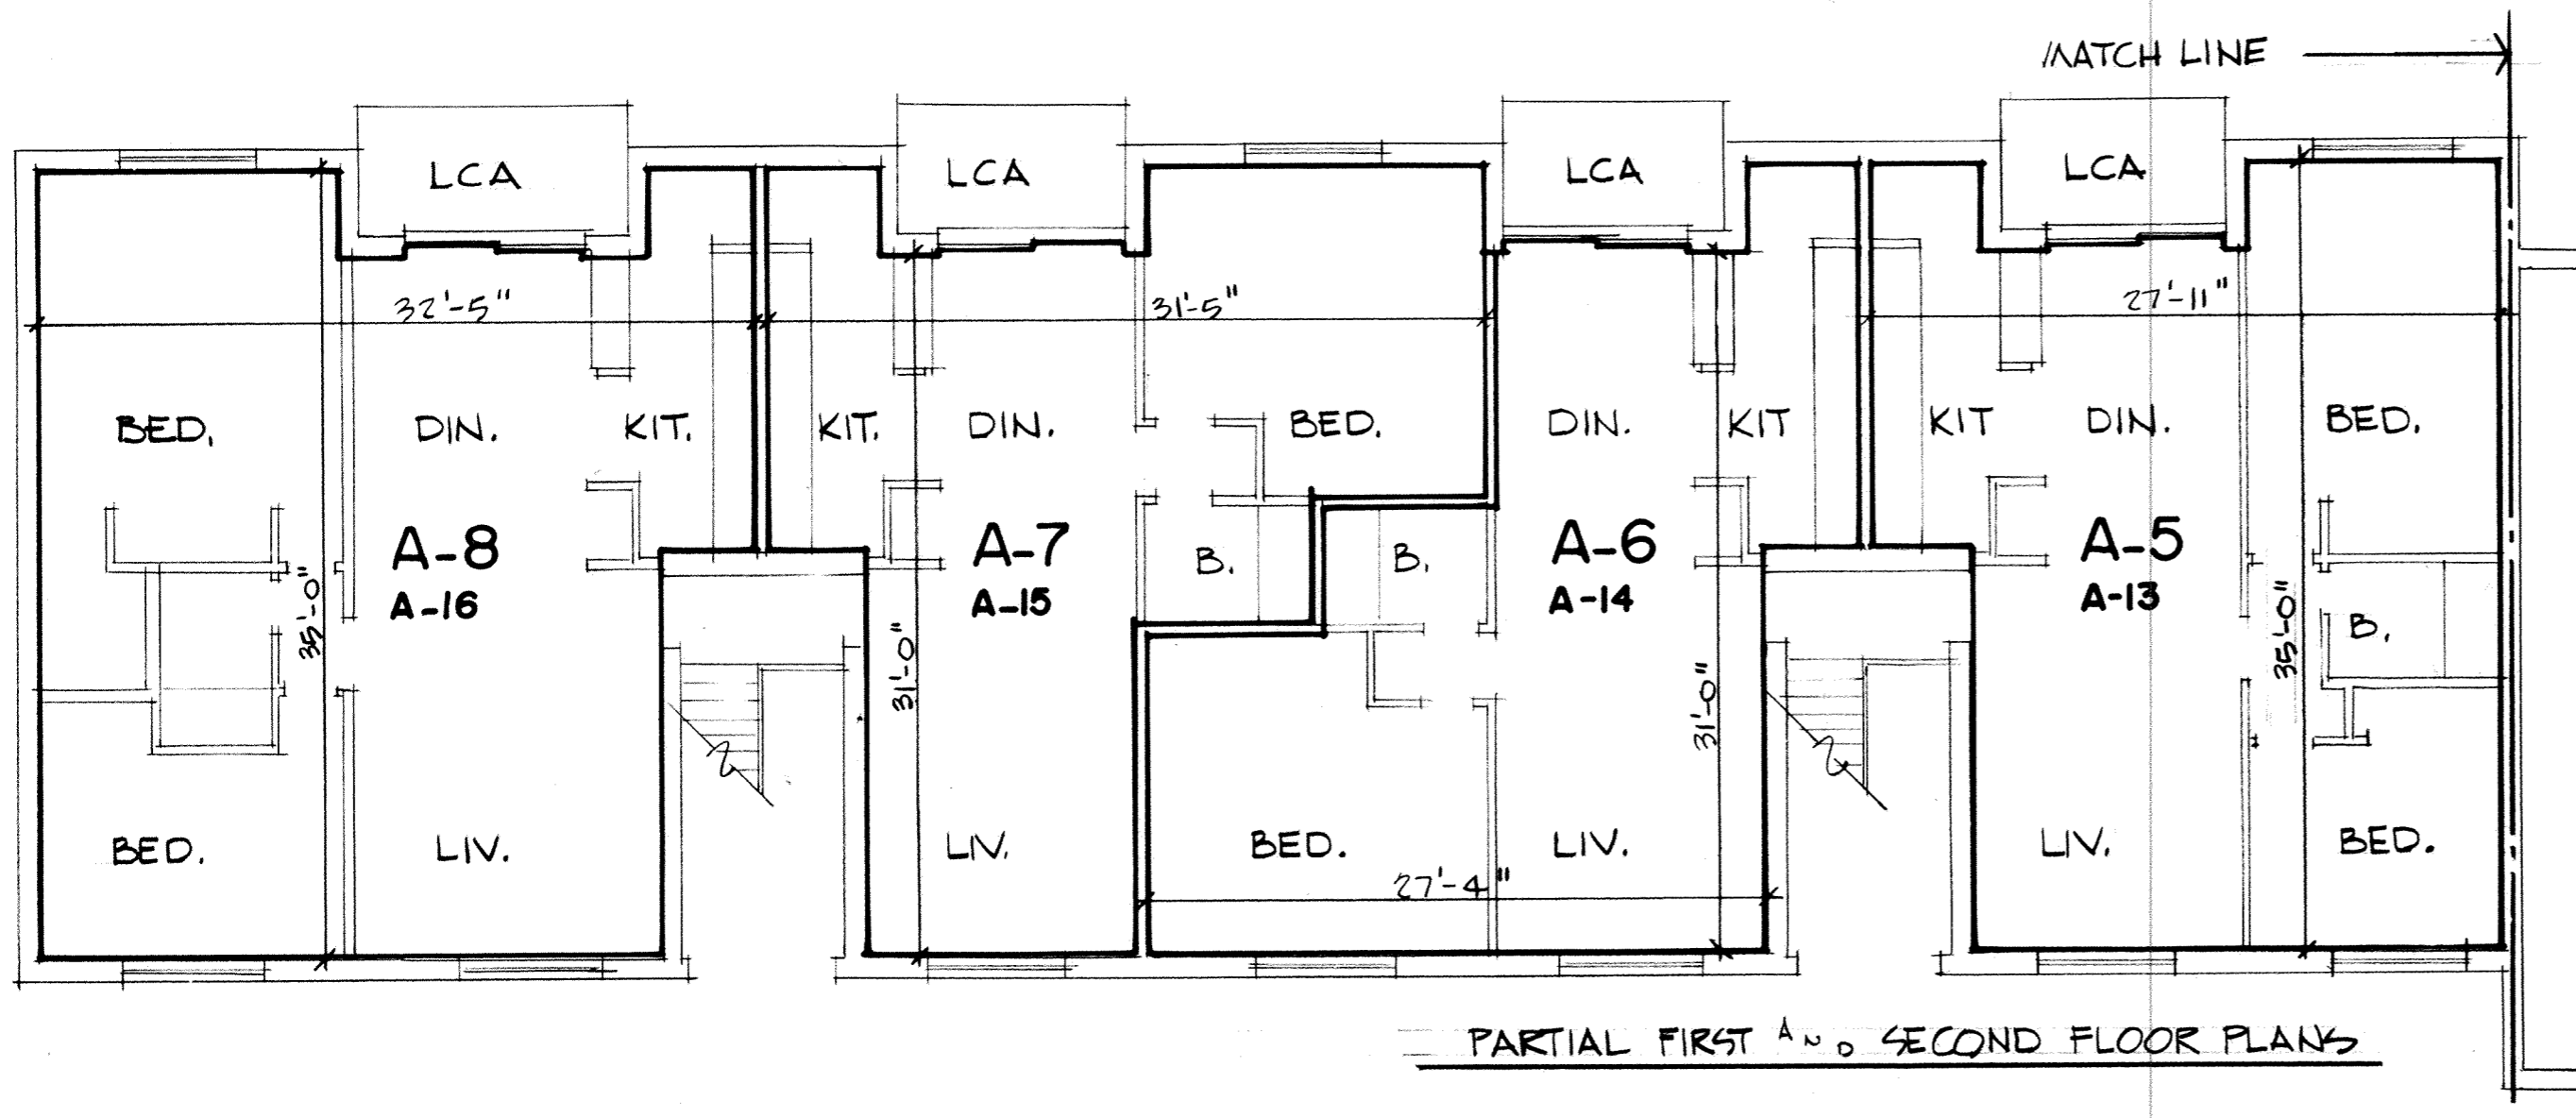 MATCH LINE
LCA LCA LCA LCA
32'-5" 31'-5" 27'-11"
BED. DIN. KIT. KIT. DIN. BED. DIN. KIT KIT DIN. BED.
A-8 A-7 A-6 A-5
A-16 A-15 A-14 A-13
B. B. B.
35'-0" 31'-0" 31'-0" 35'-0"
BED. LIV. LIV. BED. LIV. LIV. BED.
27'-4"
PARTIAL FIRST AND SECOND FLOOR PLANS